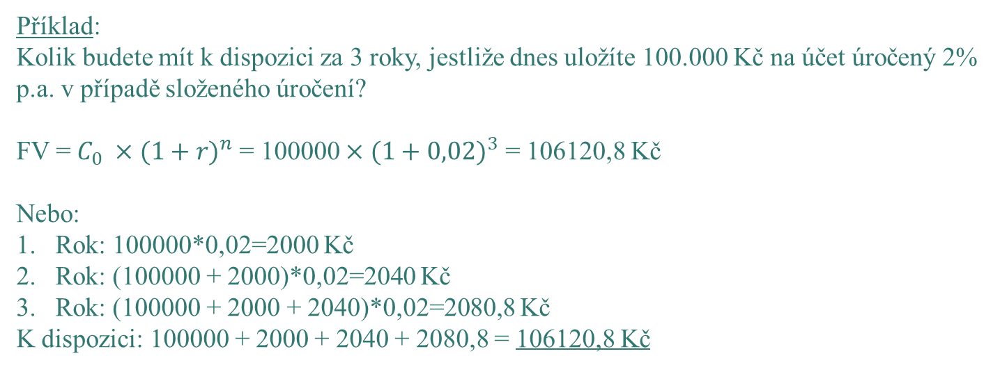 Příklad:
Kolik budete mít k dispozici za 3 roky, jestliže dnes uložíte 100.000 Kč na účet úročený 2%
p.a. v případě složeného úročení?
FV = C₀ × (1 + r)ⁿ = 100000 × (1 + 0,02)³ = 106120,8 Kč
Nebo:
1. Rok: 100000*0,02=2000 Kč
2. Rok: (100000 + 2000)*0,02=2040 Kč
3. Rok: (100000 + 2000 + 2040)*0,02=2080,8 Kč
K dispozici: 100000 + 2000 + 2040 + 2080,8 = 106120,8 Kč